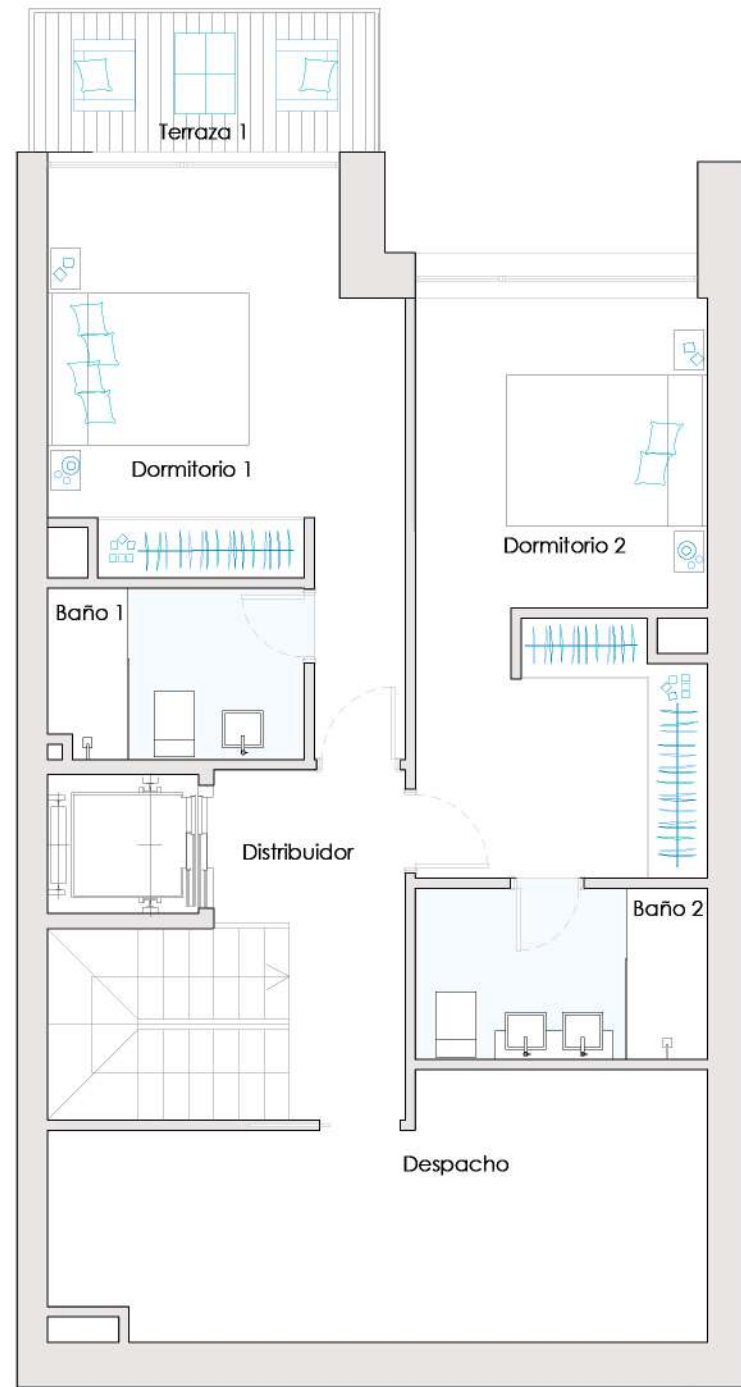 Terraza 1
Dormitorio 1
Dormitorio 2
Baño 1
Distribuidor
Baño 2
Despacho